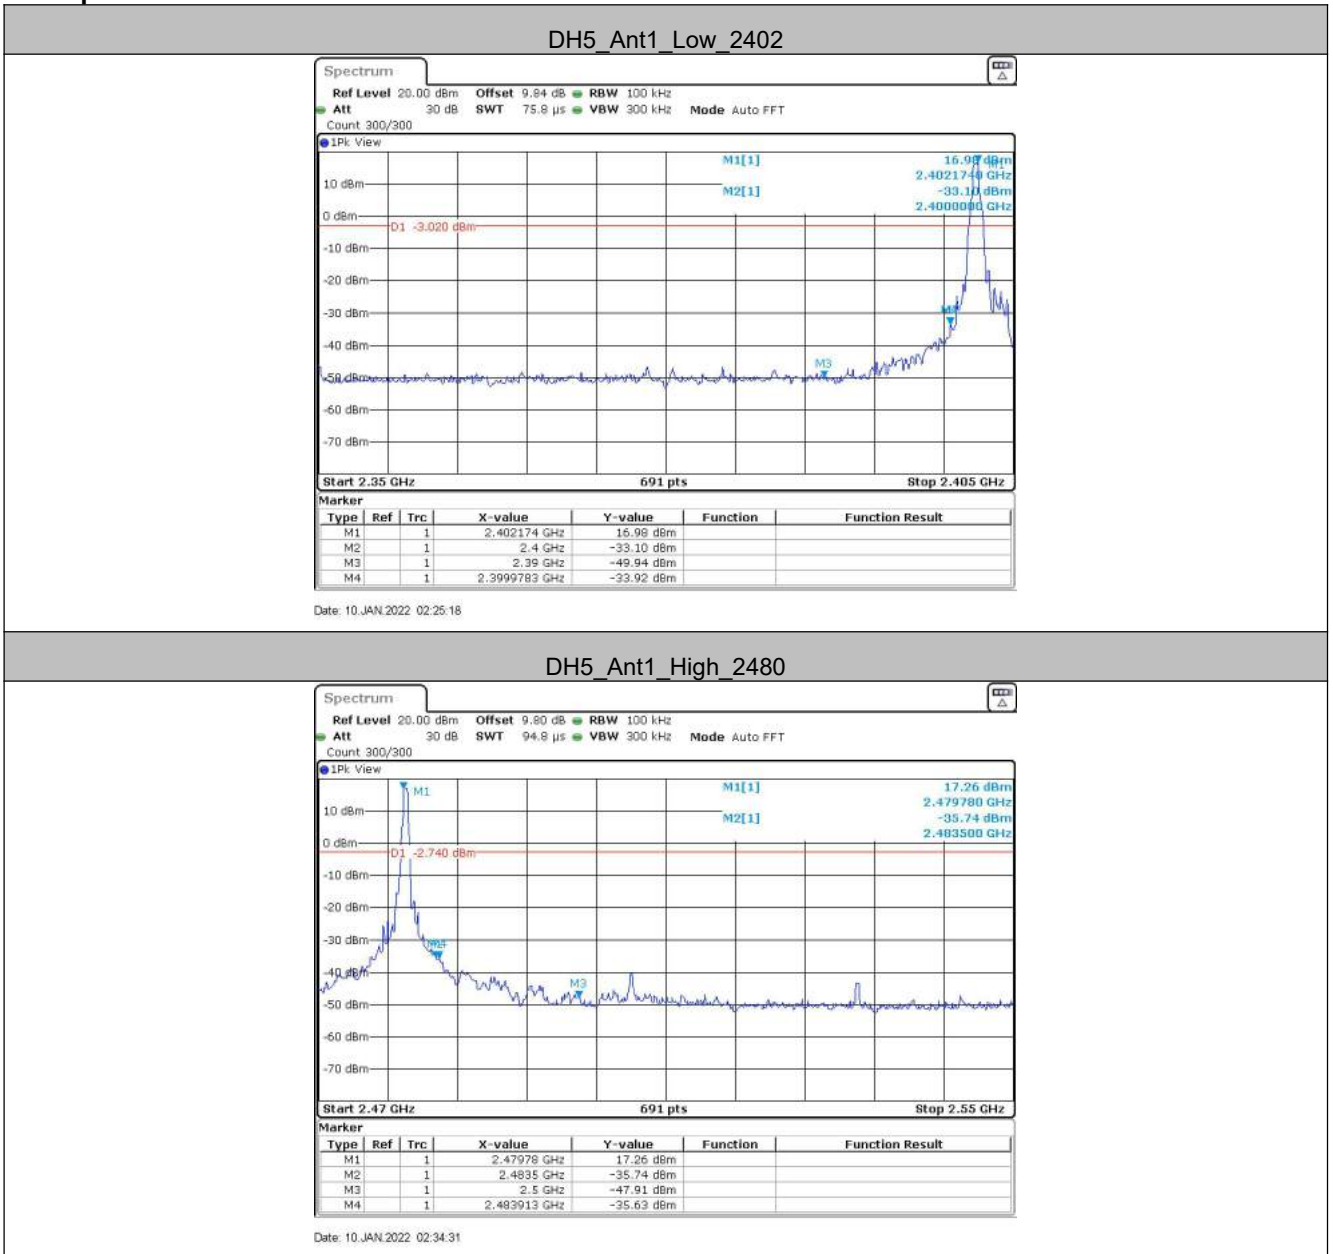 DH5_Ant1_Low_2402
Spectrum
Ref Level 20.00 dBm Offset 9.84 dB RBW 100 kHz
Att 30 dB SWT 75.8 µs VBW 300 kHz Mode Auto FFT
Count 300/300
1Pk View
M1[1] 16.98 dBm
2.4021740 GHz
M2[1] -33.10 dBm
2.4000000 GHz
M1
10 dBm
0 dBm
D1 -3.020 dBm
-10 dBm
-20 dBm
-30 dBm
-40 dBm
M3
-50 dBm
-60 dBm
-70 dBm
Start 2.35 GHz 691 pts Stop 2.405 GHz
Marker
Type Ref Trc X-value Y-value Function Function Result
M1 1 2.402174 GHz 16.98 dBm
M2 1 2.4 GHz -33.10 dBm
M3 1 2.39 GHz -49.94 dBm
M4 1 2.3999783 GHz -33.92 dBm
Date: 10.JAN.2022 02:25:18
DH5_Ant1_High_2480
Spectrum
Ref Level 20.00 dBm Offset 9.80 dB RBW 100 kHz
Att 30 dB SWT 94.8 µs VBW 300 kHz Mode Auto FFT
Count 300/300
1Pk View
M1[1] 17.26 dBm
2.479780 GHz
M2[1] -35.74 dBm
2.483500 GHz
M1
10 dBm
0 dBm
D1 -2.740 dBm
-10 dBm
-20 dBm
-30 dBm
-40 dBm
M3
-50 dBm
-60 dBm
-70 dBm
Start 2.47 GHz 691 pts Stop 2.55 GHz
Marker
Type Ref Trc X-value Y-value Function Function Result
M1 1 2.47978 GHz 17.26 dBm
M2 1 2.4835 GHz -35.74 dBm
M3 1 2.5 GHz -47.91 dBm
M4 1 2.483913 GHz -35.63 dBm
Date: 10.JAN.2022 02:34:31